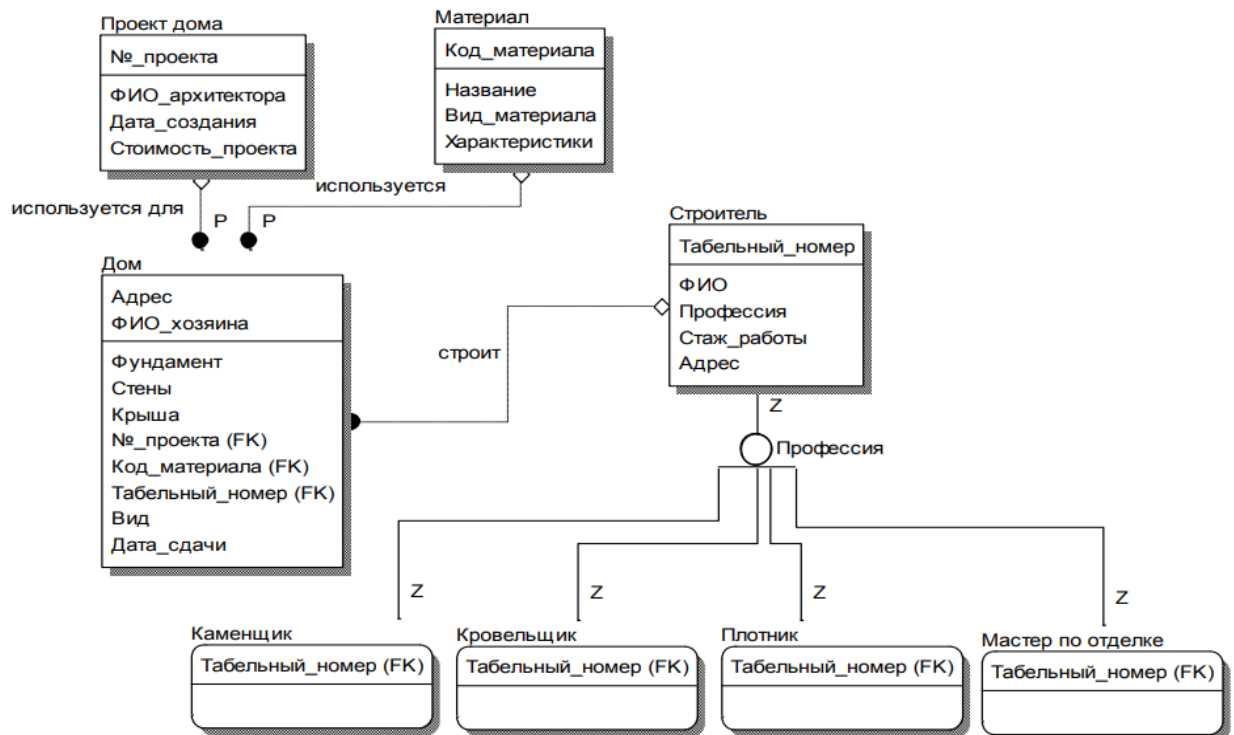 Проект дома
№_проекта
ФИО_архитектора
Дата_создания
Стоимость_проекта
Материал
Код_материала
Название
Вид_материала
Характеристики
используется для
P
используется
P
Дом
Адрес
ФИО_хозяина
Фундамент
Стены
Крыша
№_проекта (FK)
Код_материала (FK)
Табельный_номер (FK)
Вид
Дата_сдачи
строит
Строитель
Табельный_номер
ФИО
Профессия
Стаж_работы
Адрес
Z
Профессия
Z
Z
Z
Z
Каменщик
Табельный_номер (FK)
Кровельщик
Табельный_номер (FK)
Плотник
Табельный_номер (FK)
Мастер по отделке
Табельный_номер (FK)